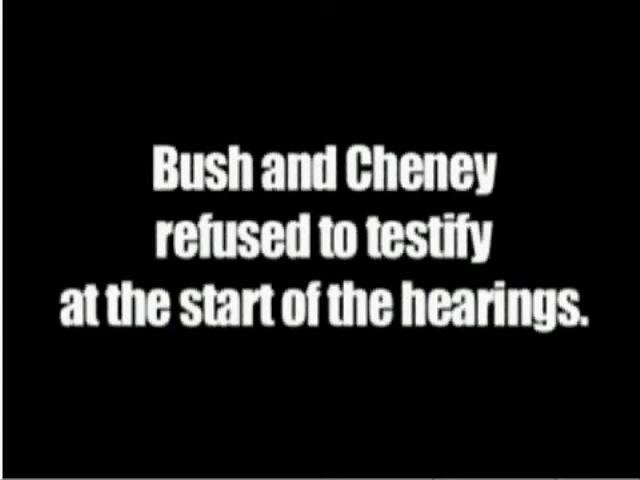 Bush and Cheney
refused to testify
at the start of the hearings.